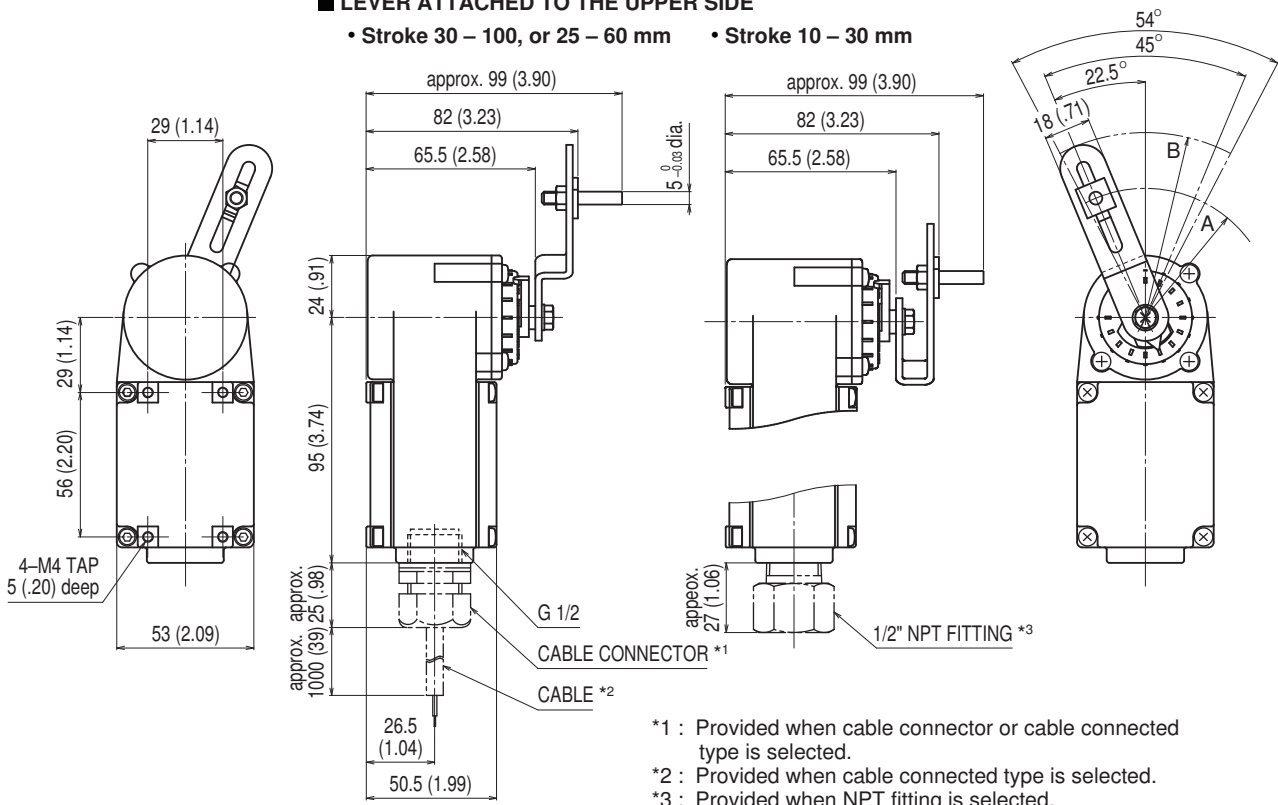 ■ LEVER ATTACHED TO THE UPPER SIDE
• Stroke 30 – 100, or 25 – 60 mm
• Stroke 10 – 30 mm
29 (1.14)
29 (1.14)
56 (2.20)
4–M4 TAP
5 (.20) deep
53 (2.09)
approx. 99 (3.90)
82 (3.23)
65.5 (2.58)
5 0 –0.03 dia.
24 (.91)
95 (3.74)
approx.
25 (.98)
approx.
1000 (39)
G 1/2
CABLE CONNECTOR *1
CABLE *2
26.5
(1.04)
50.5 (1.99)
approx. 99 (3.90)
82 (3.23)
65.5 (2.58)
appeox.
27 (1.06)
1/2" NPT FITTING *3
54°
45°
22.5°
18 (.71)
B
A
*1 : Provided when cable connector or cable connected
type is selected.
*2 : Provided when cable connected type is selected.
*3 : Provided when NPT fitting is selected.